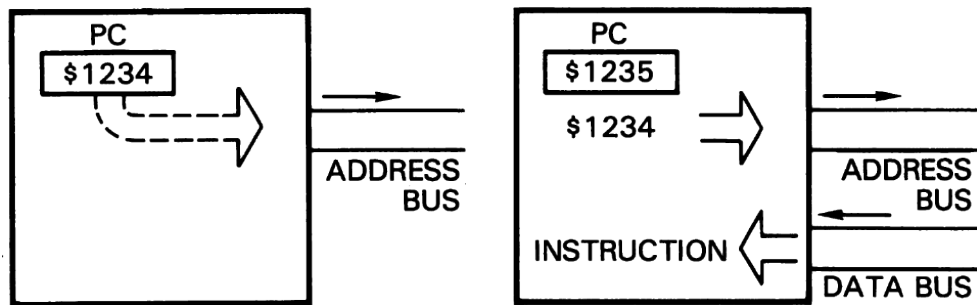 PC
$1234
ADDRESS
BUS
PC
$1235
$1234
ADDRESS
BUS
INSTRUCTION
DATA BUS